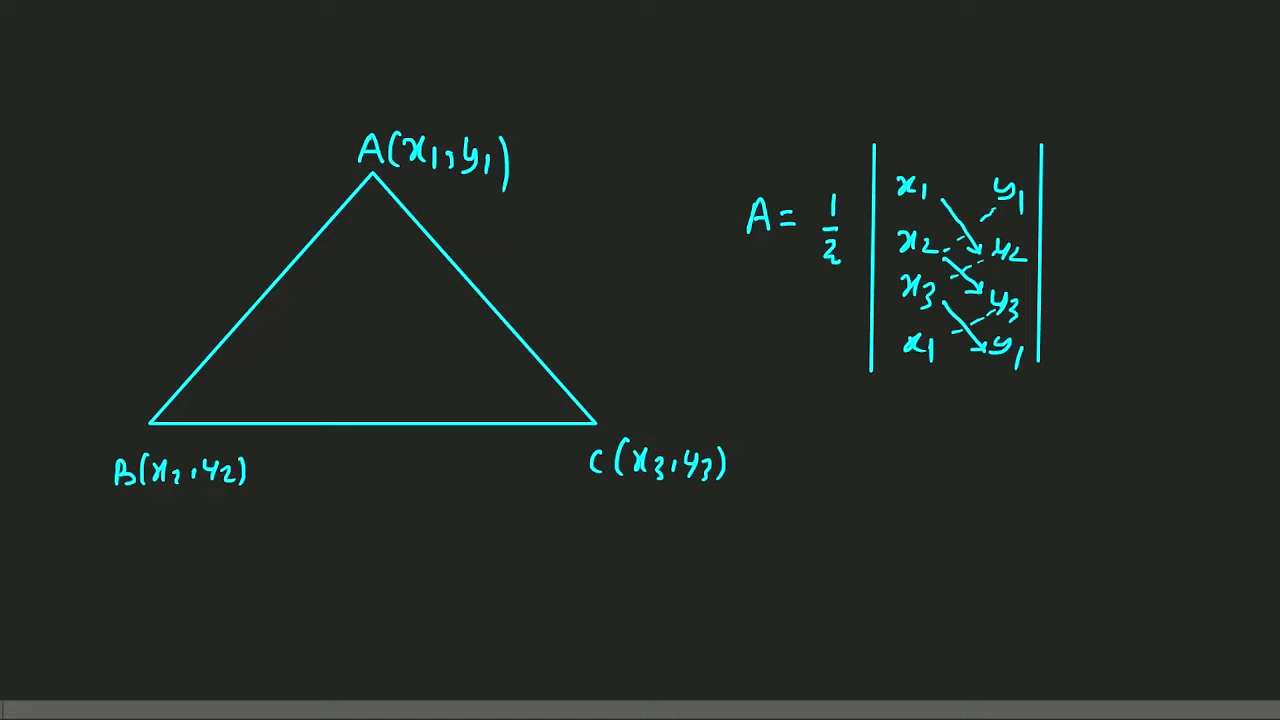 A(x₁, y₁)
B(x₂, y₂)
C(x₃, y₃)
A = 1/2
x₁ y₁
x₂ y₂
x₃ y₃
x₁ y₁